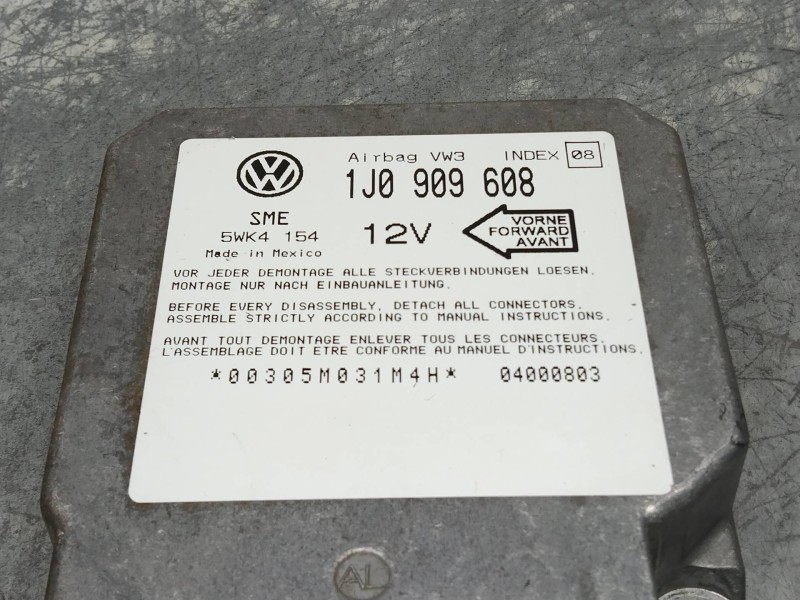 Airbag VW3 INDEX 08
1J0 909 608
SME
5WK4 154
Made in Mexico
12V
VORNE
FORWARD
AVANT
VOR JEDER DEMONTAGE ALLE STECKVERBINDUNGEN LOESEN.
MONTAGE NUR NACH EINBAUANLEITUNG.
BEFORE EVERY DISASSEMBLY, DETACH ALL CONNECTORS.
ASSEMBLE STRICTLY ACCORDING TO MANUAL INSTRUCTIONS.
AVANT TOUT DEMONTAGE ENLEVER TOUS LES CONNECTEURS.
L'ASSEMBLAGE DOIT ETRE CONFORME AU MANUEL D'INSTRUCTIONS.
*00305M031M4H* 04000803
AL